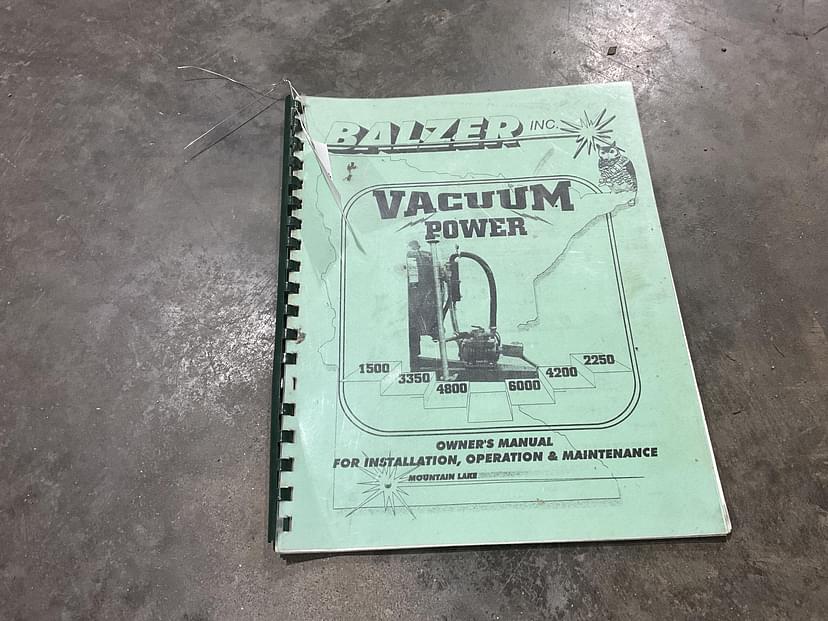 BALZER INC.
VACUUM
POWER
1500
3350
4800
6000
4200
2250
OWNER'S MANUAL
FOR INSTALLATION, OPERATION & MAINTENANCE
MOUNTAIN LAKE